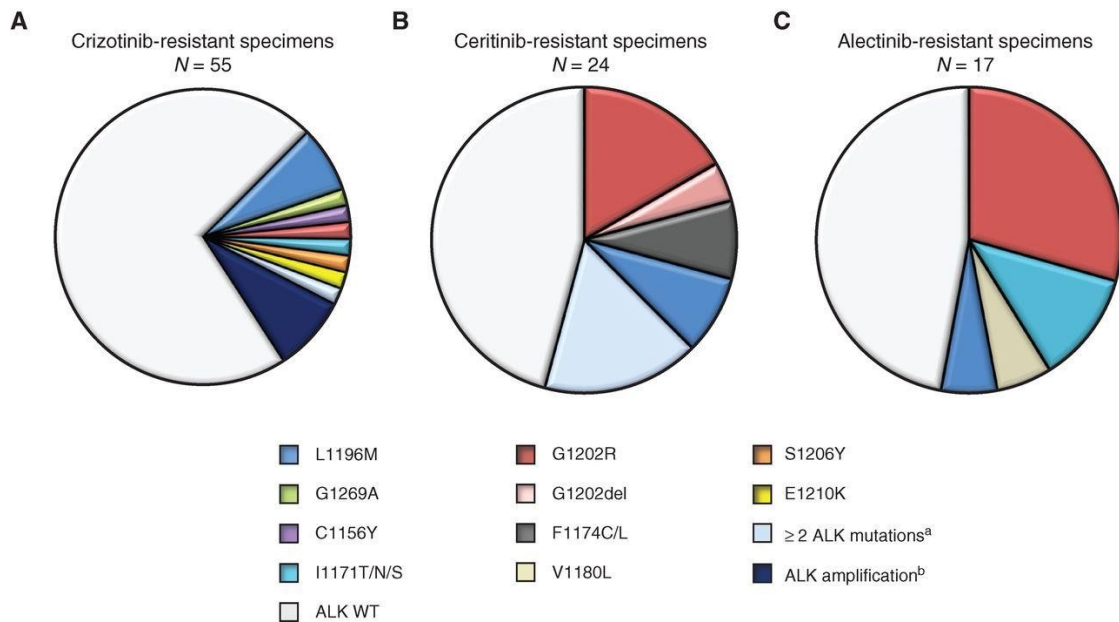 A
Crizotinib-resistant specimens
N = 55
B
Ceritinib-resistant specimens
N = 24
C
Alectinib-resistant specimens
N = 17
L1196M
G1269A
C1156Y
I1171T/N/S
ALK WT
G1202R
G1202del
F1174C/L
V1180L
S1206Y
E1210K
≥ 2 ALK mutationsᵃ
ALK amplificationᵇ